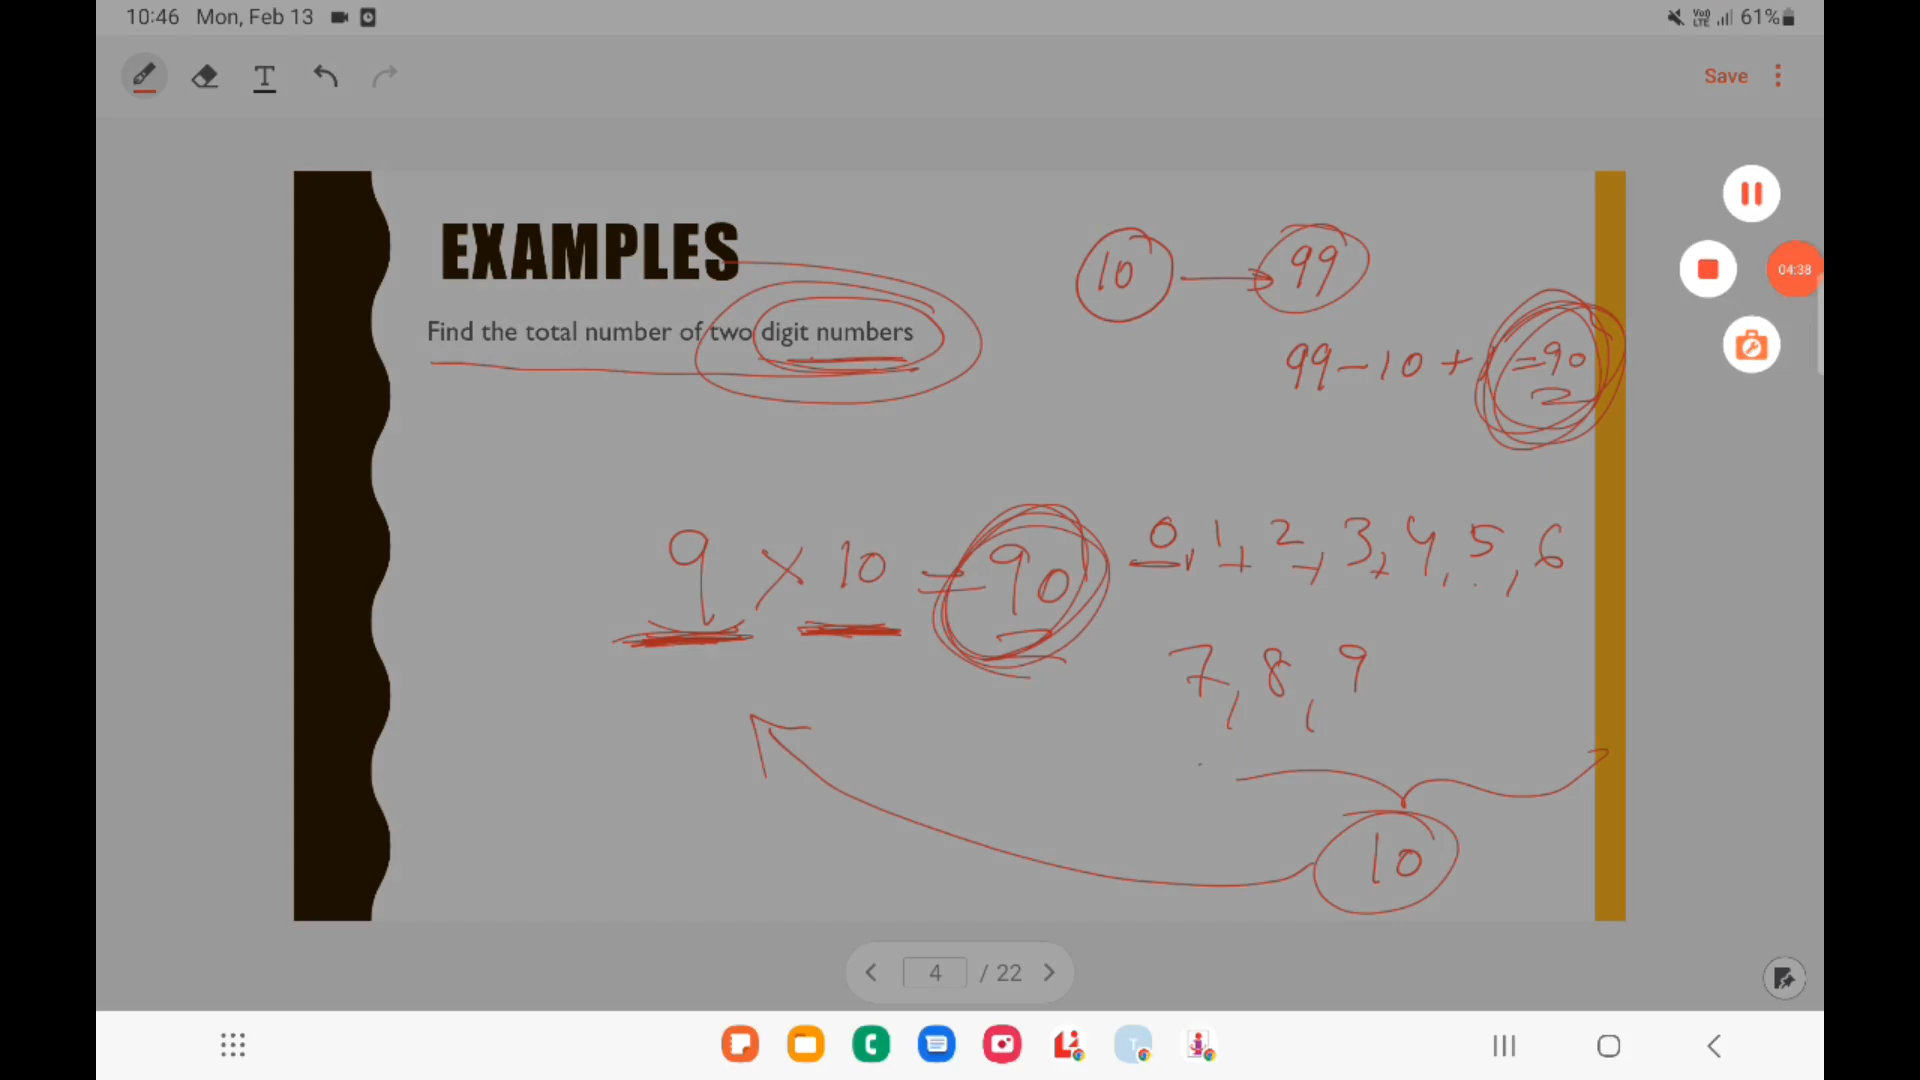 10:46 Mon, Feb 13
61%
T
Save
04:38
EXAMPLES
10 → 99
Find the total number of two digit numbers
99-10+1=90
9 × 10 = 90
0, 1, 2, 3, 4, 5, 6
7, 8, 9
10
4 / 22